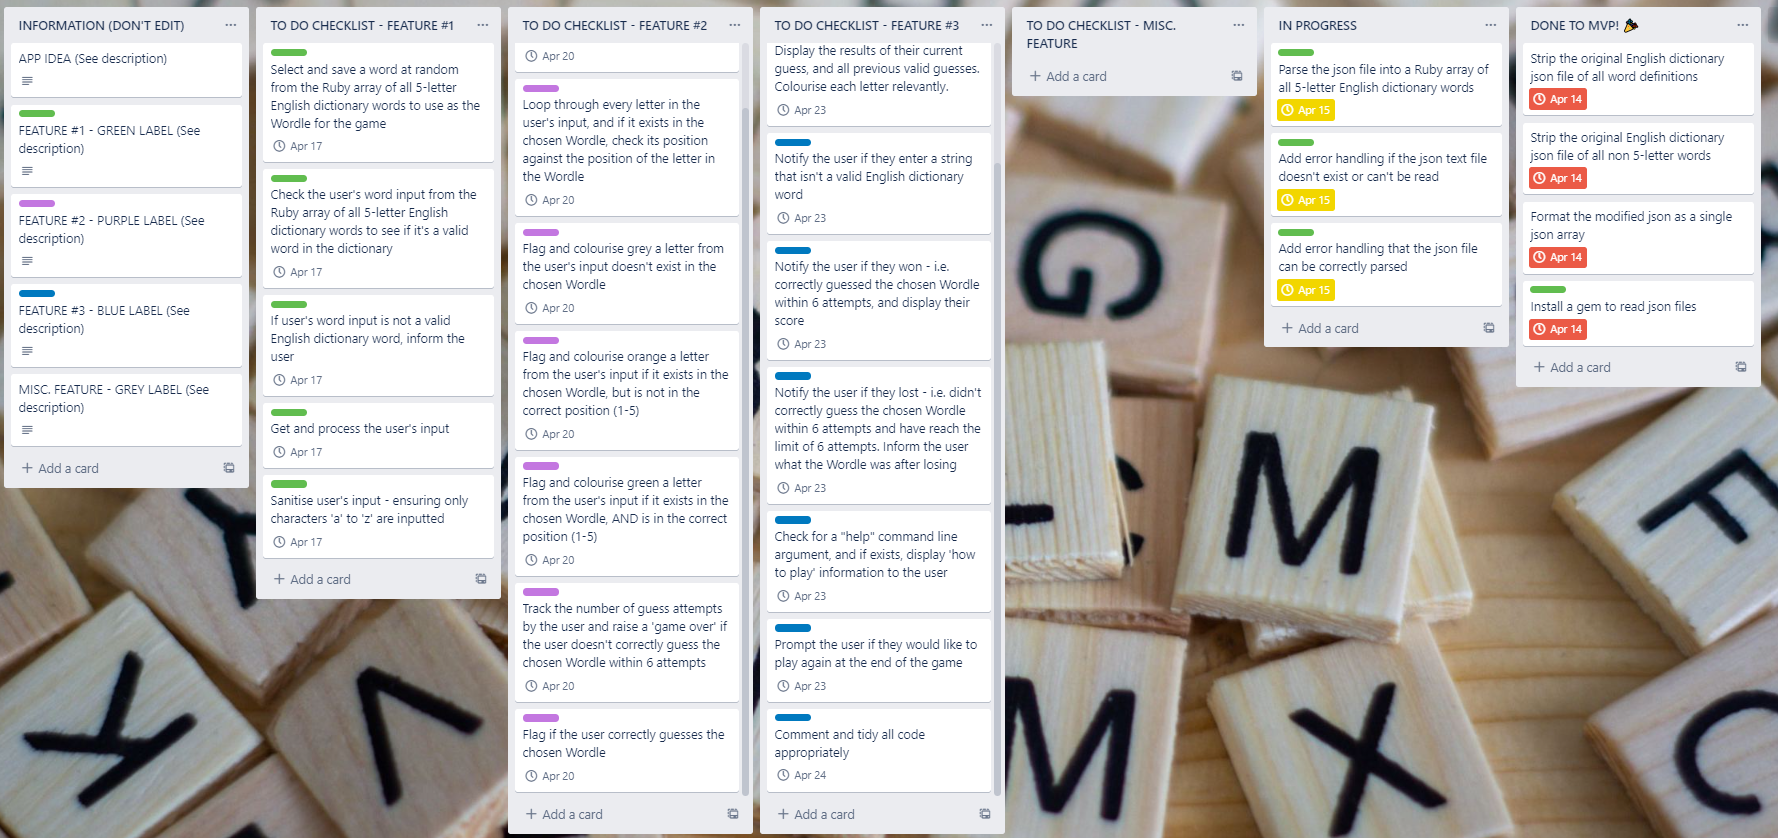 INFORMATION (DON'T EDIT)
APP IDEA (See description)
FEATURE #1 - GREEN LABEL (See
description)
FEATURE #2 - PURPLE LABEL (See
description)
FEATURE #3 - BLUE LABEL (See
description)
MISC. FEATURE - GREY LABEL (See
description)
+ Add a card
TO DO CHECKLIST - FEATURE #1
Select and save a word at random
from the Ruby array of all 5-letter
English dictionary words to use as the
Wordle for the game
Apr 17
Check the user's word input from the
Ruby array of all 5-letter English
dictionary words to see if it's a valid
word in the dictionary
Apr 17
If user's word input is not a valid
English dictionary word, inform the
user
Apr 17
Get and process the user's input
Apr 17
Sanitise user's input - ensuring only
characters 'a' to 'z' are inputted
Apr 17
+ Add a card
TO DO CHECKLIST - FEATURE #2
Apr 20
Loop through every letter in the
user's input, and if it exists in the
chosen Wordle, check its position
against the position of the letter in
the Wordle
Apr 20
Flag and colourise grey a letter from
the user's input doesn't exist in the
chosen Wordle
Apr 20
Flag and colourise orange a letter
from the user's input if it exists in the
chosen Wordle, but is not in the
correct position (1-5)
Apr 20
Flag and colourise green a letter
from the user's input if it exists in the
chosen Wordle, AND is in the correct
position (1-5)
Apr 20
Track the number of guess attempts
by the user and raise a 'game over' if
the user doesn't correctly guess the
chosen Wordle within 6 attempts
Apr 20
Flag if the user correctly guesses the
chosen Wordle
Apr 20
+ Add a card
TO DO CHECKLIST - FEATURE #3
Display the results of their current
guess, and all previous valid guesses.
Colourise each letter relevantly.
Apr 23
Notify the user if they enter a string
that isn't a valid English dictionary
word
Apr 23
Notify the user if they won - i.e.
correctly guessed the chosen Wordle
within 6 attempts, and display their
score
Apr 23
Notify the user if they lost - i.e. didn't
correctly guess the chosen Wordle
within 6 attempts and have reach the
limit of 6 attempts. Inform the user
what the Wordle was after losing
Apr 23
Check for a "help" command line
argument, and if exists, display 'how
to play' information to the user
Apr 23
Prompt the user if they would like to
play again at the end of the game
Apr 23
Comment and tidy all code
appropriately
Apr 24
+ Add a card
TO DO CHECKLIST - MISC.
FEATURE
+ Add a card
IN PROGRESS
Parse the json file into a Ruby array of
all 5-letter English dictionary words
Apr 15
Add error handling if the json text file
doesn't exist or can't be read
Apr 15
Add error handling that the json file
can be correctly parsed
Apr 15
+ Add a card
DONE TO MVP! 🎉
Strip the original English dictionary
json file of all word definitions
Apr 14
Strip the original English dictionary
json file of all non 5-letter words
Apr 14
Format the modified json as a single
json array
Apr 14
Install a gem to read json files
Apr 14
+ Add a card
G
M
F
Y
K
V
M
X